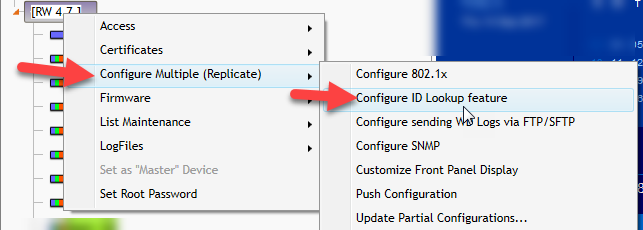 [RW 4.7 ]
Access
Certificates
Configure Multiple (Replicate)
Firmware
List Maintenance
LogFiles
Set as "Master" Device
Set Root Password
Configure 802.1x
Configure ID Lookup feature
Configure sending WD Logs via FTP/SFTP
Configure SNMP
Customize Front Panel Display
Push Configuration
Update Partial Configurations...